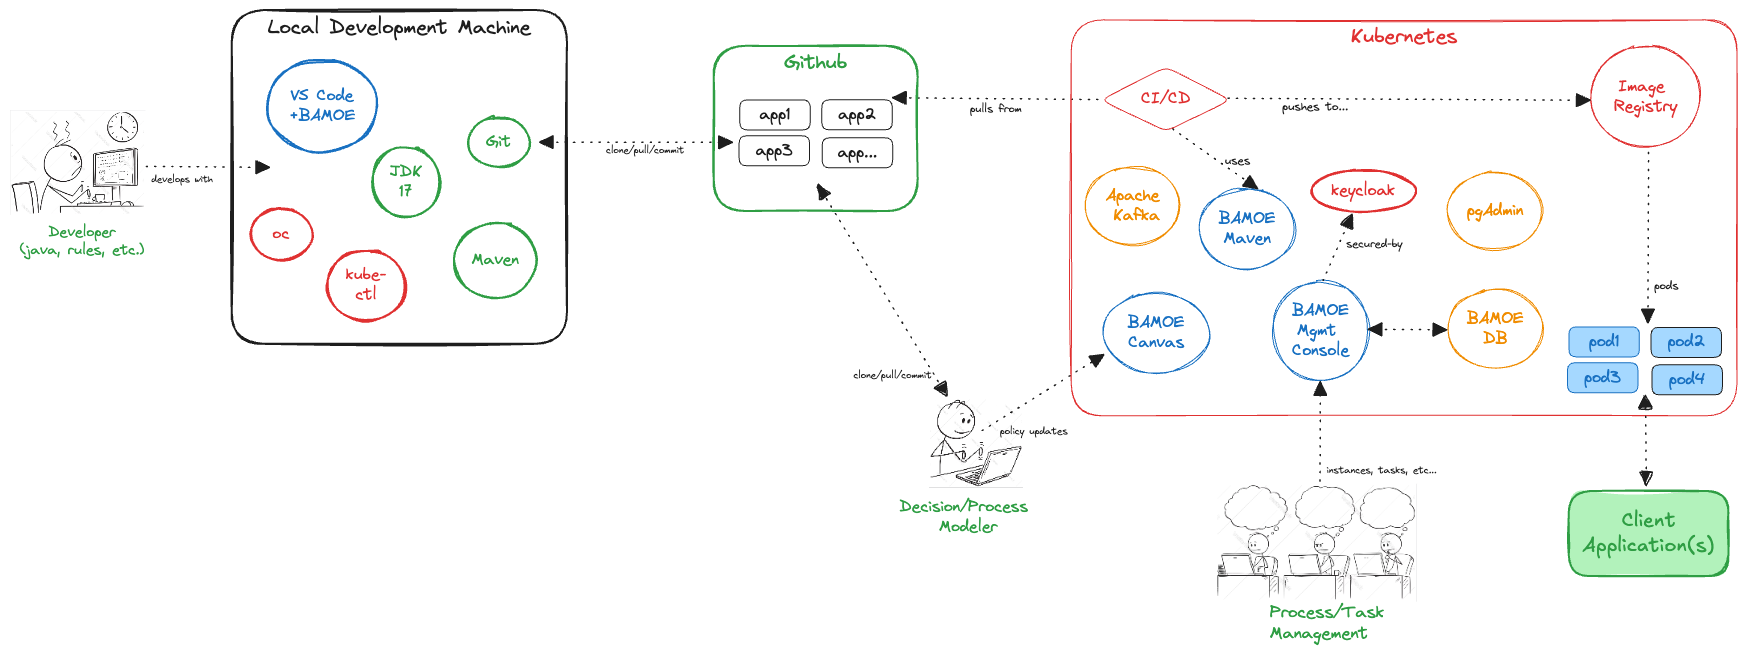 Local Development Machine
VS Code
+BAMOE
Git
JDK
17
oc
kube-
ctl
Maven
develops with
Developer
(java, rules, etc.)
clone/pull/commit
Github
app1
app2
app3
app...
pulls from
clone/pull/commit
policy updates
Decision/Process
Modeler
Kubernetes
CI/CD
pushes to...
Image
Registry
uses
Apache
Kafka
BAMOE
Maven
keycloak
pgAdmin
secured-by
BAMOE
Canvas
BAMOE
Mgmt
Console
BAMOE
DB
pods
pod1
pod2
pod3
pod4
instances, tasks, etc...
Process/Task
Management
Client
Application(s)